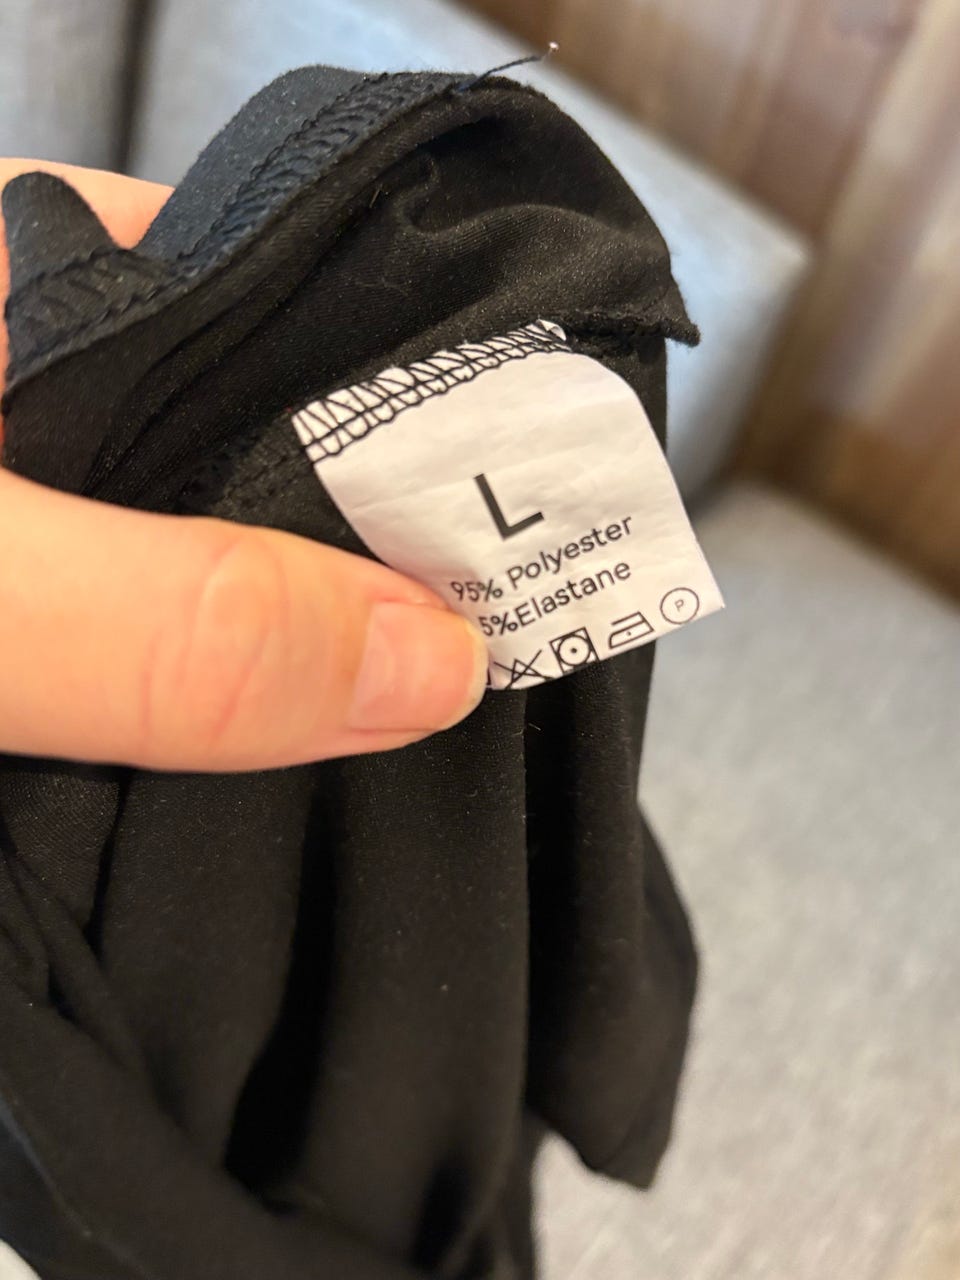 L
95% Polyester
5%Elastane
P